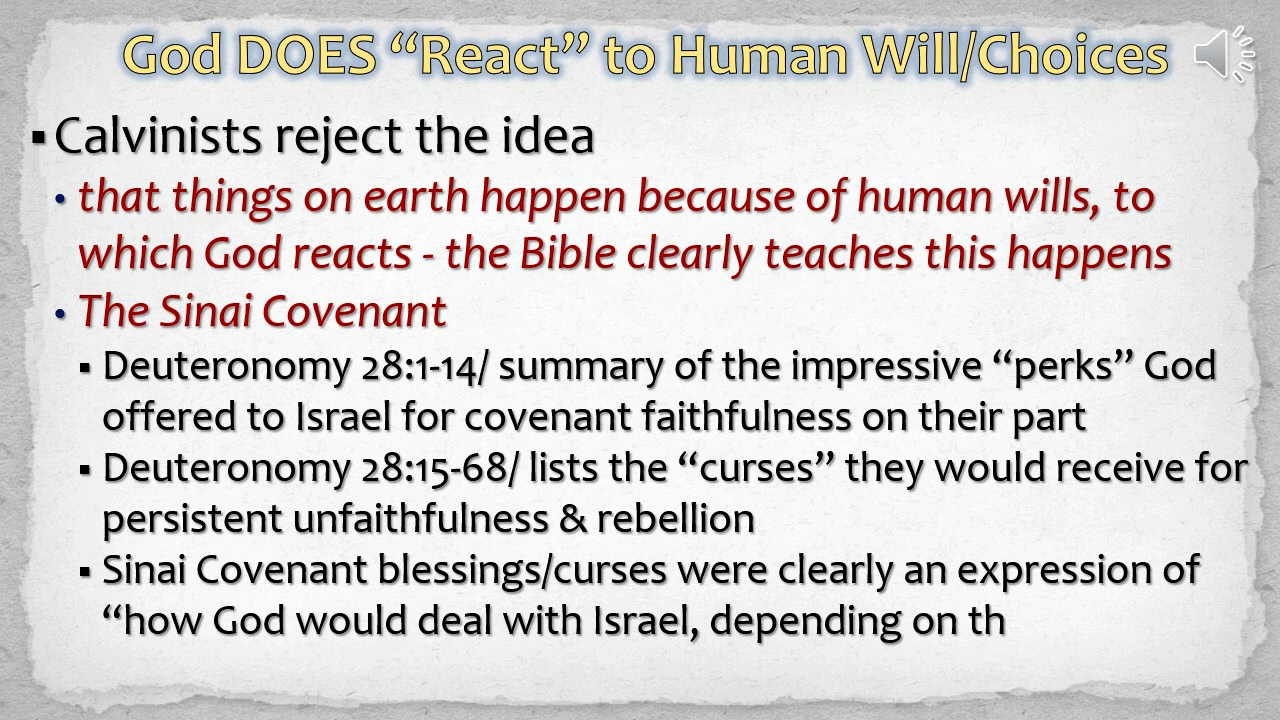 God DOES “React” to Human Will/Choices
▪ Calvinists reject the idea
• that things on earth happen because of human wills, to
which God reacts - the Bible clearly teaches this happens
• The Sinai Covenant
▪ Deuteronomy 28:1-14/ summary of the impressive “perks” God
offered to Israel for covenant faithfulness on their part
▪ Deuteronomy 28:15-68/ lists the “curses” they would receive for
persistent unfaithfulness & rebellion
▪ Sinai Covenant blessings/curses were clearly an expression of
“how God would deal with Israel, depending on th